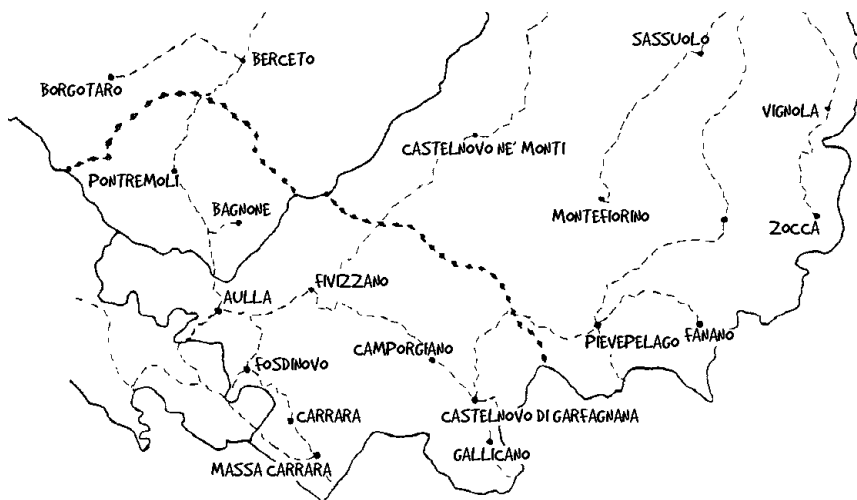 SASSUOLO
BERCETO
BORGOTARO
VIGNOLA
CASTELNOVO NE' MONTI
PONTREMOLI
BAGNONE
MONTEFIORINO
ZOCCA
FIVIZZANO
AULLA
PIEVEPELAGO
FANANO
CAMPORGIANO
FOSDINOVO
CARRARA
CASTELNOVO DI GARFAGNANA
GALLICANO
MASSA CARRARA